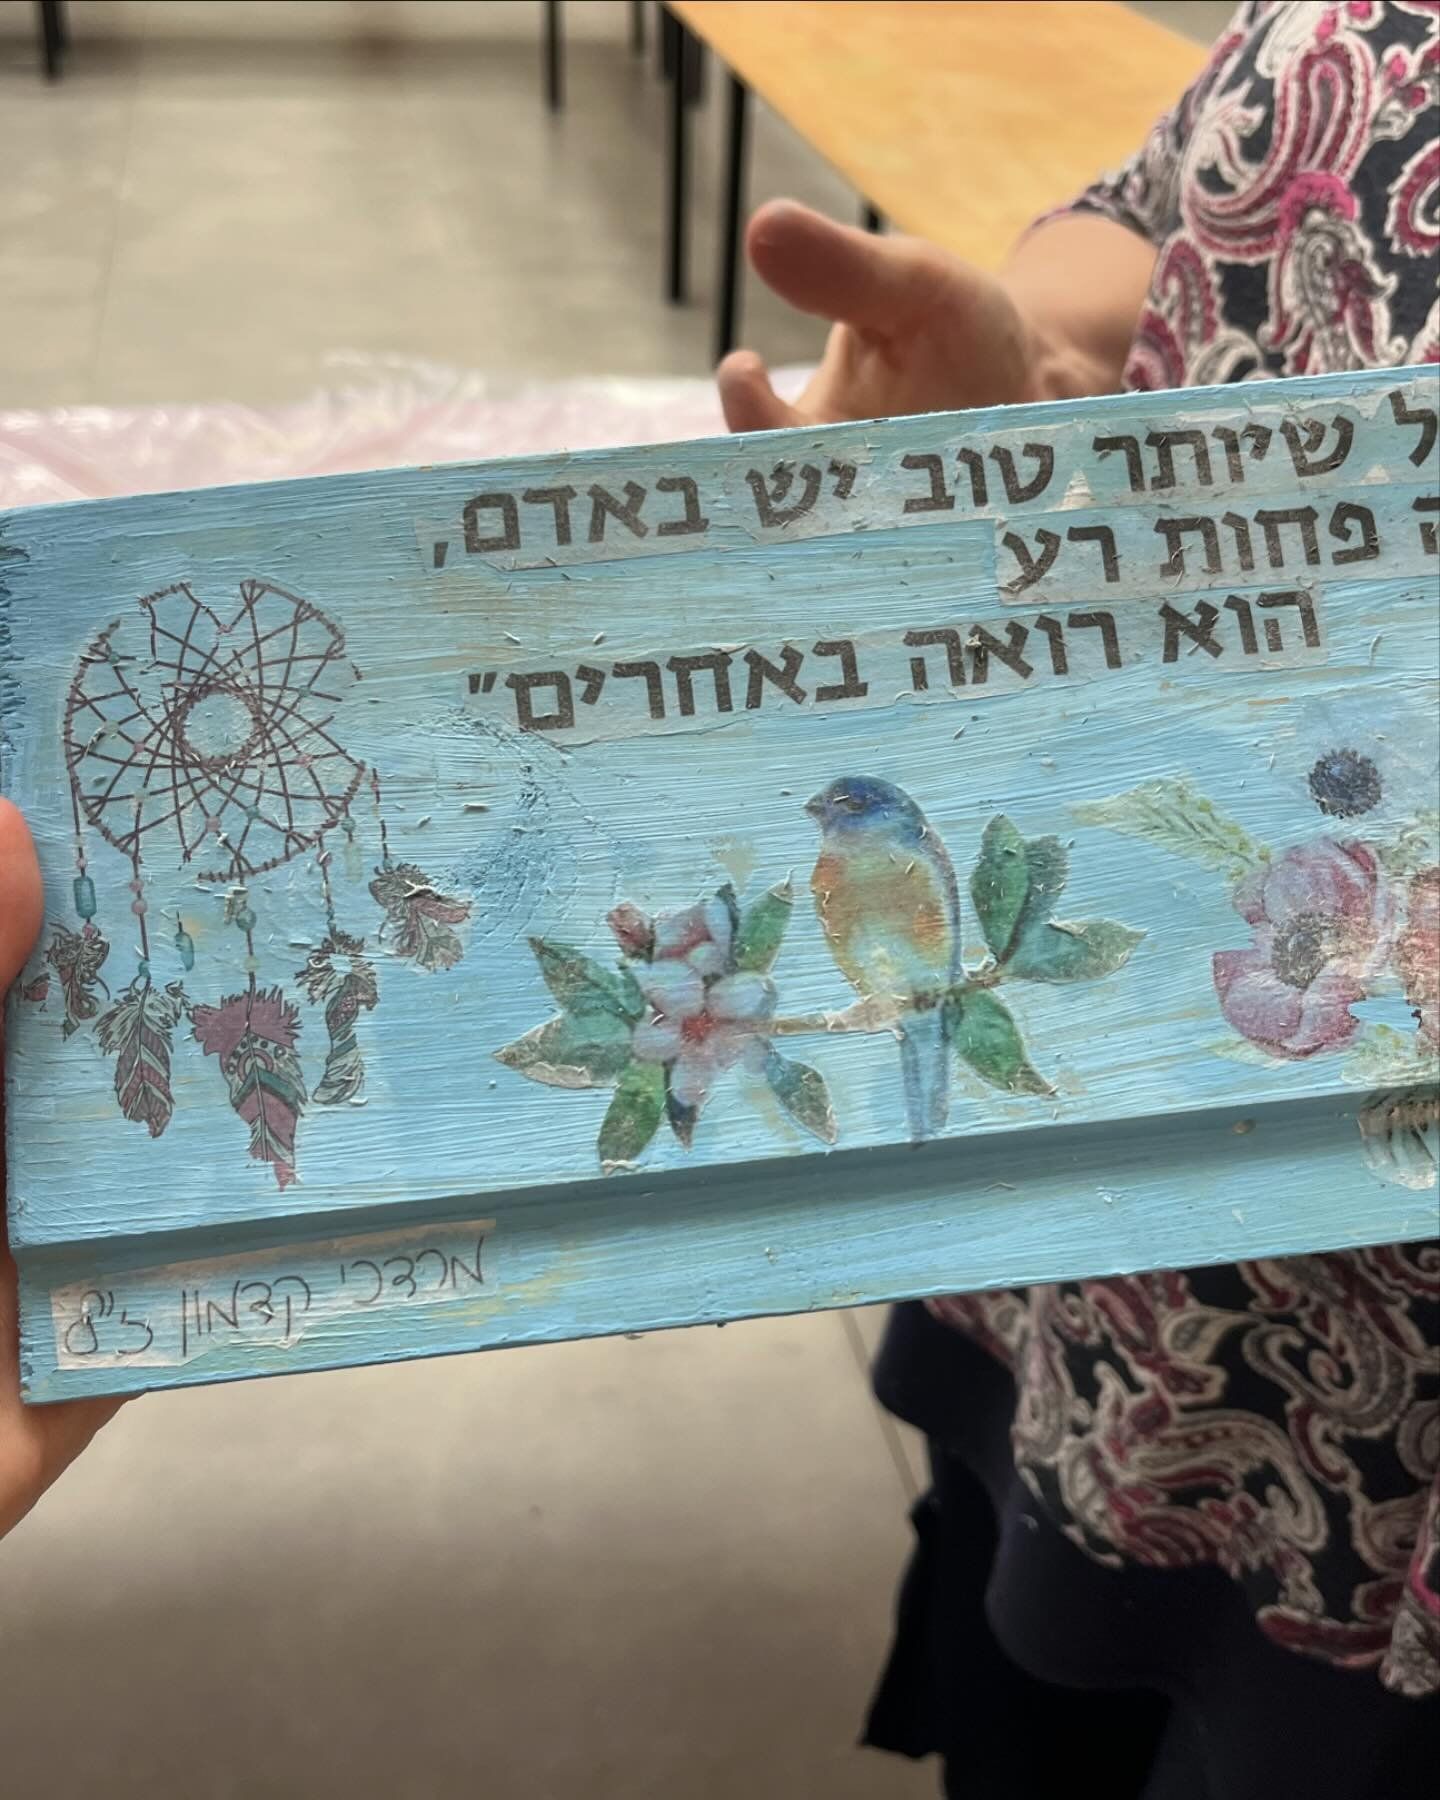 שיותר טוב יש באדם,
פחות רע
הוא רואה באחרים"
מרדכי קדמון ז"ל